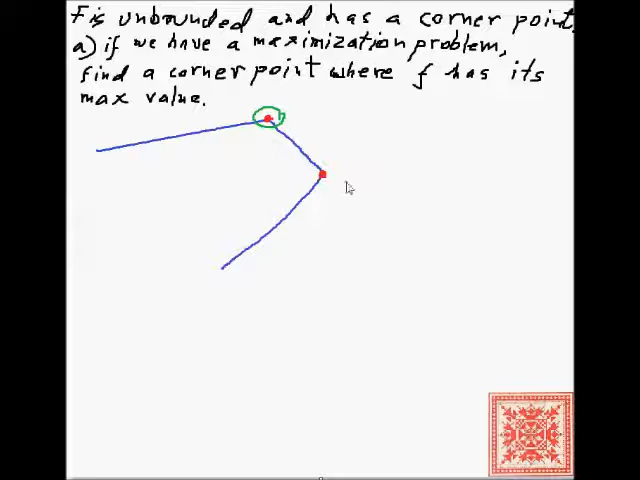 F is unbounded and has a corner point.
a) if we have a maximization problem,
find a corner point where f has its
max value.